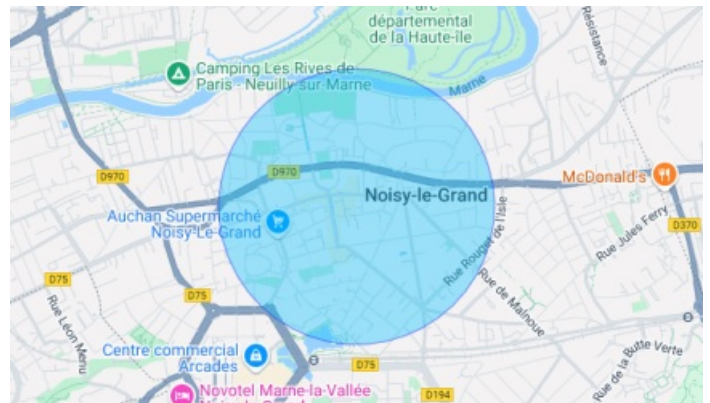 Parc
départemental
de la Haute-île
Résistance
Camping Les Rives de
Paris - Neuilly-sur-Marne
Marne
Rue de
D970
D970
McDonald's
Noisy-le-Grand
Auchan Supermarché
Noisy-Le-Grand
Rue Rouget de l'Isle
Rue Jules Ferry
D370
D75
D75
Rue de Malnoue
Rue Léon Menu
Centre commercial
Arcades
D75
Rue de la Butte Verte
Novotel Marne-la-Vallée
D194